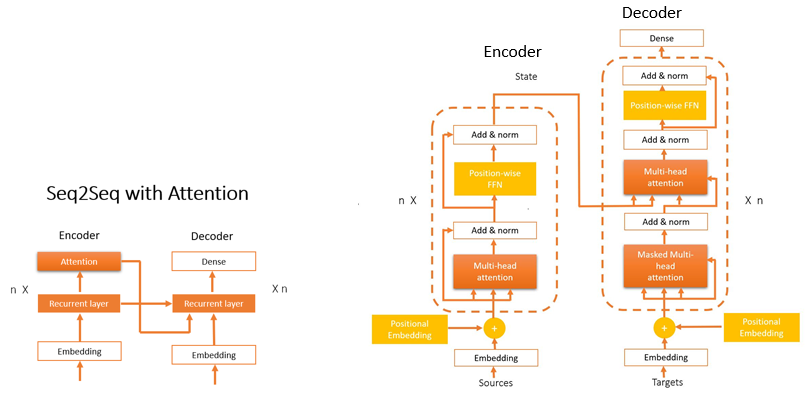 Seq2Seq with Attention
Encoder
Decoder
Attention
Dense
n X
Recurrent layer
Recurrent layer
X n
Embedding
Embedding
Encoder
State
Add & norm
Position-wise
FFN
n X
Add & norm
Multi-head
attention
Positional
Embedding
+
Embedding
Sources
Decoder
Dense
Add & norm
Position-wise FFN
Add & norm
Multi-head
attention
X n
Add & norm
Masked Multi-
head
attention
+
Positional
Embedding
Embedding
Targets